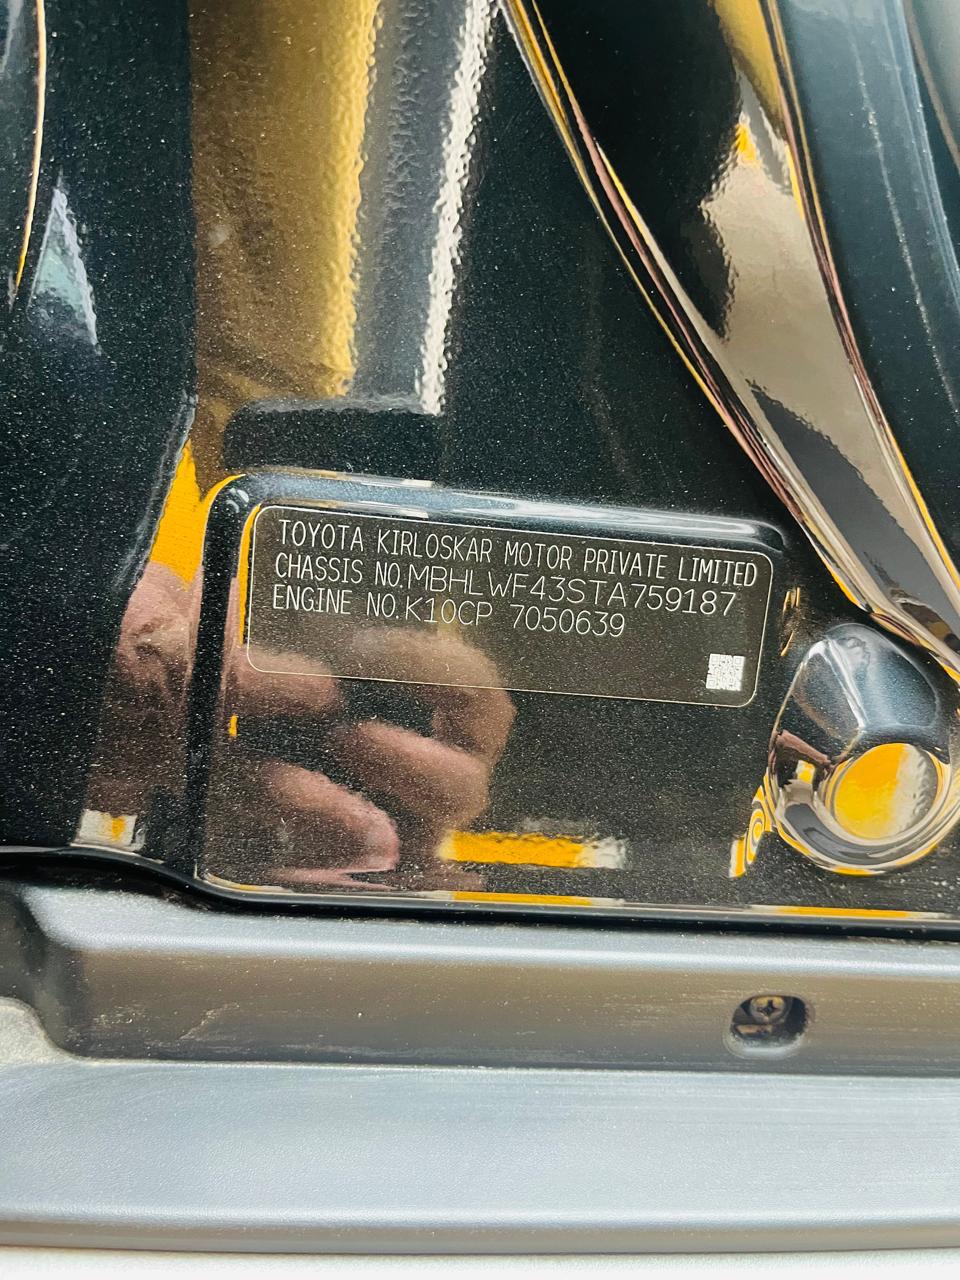 TOYOTA KIRLOSKAR MOTOR PRIVATE LIMITED
CHASSIS NO.MBHLWF43STA759187
ENGINE NO.K10CP 7050639